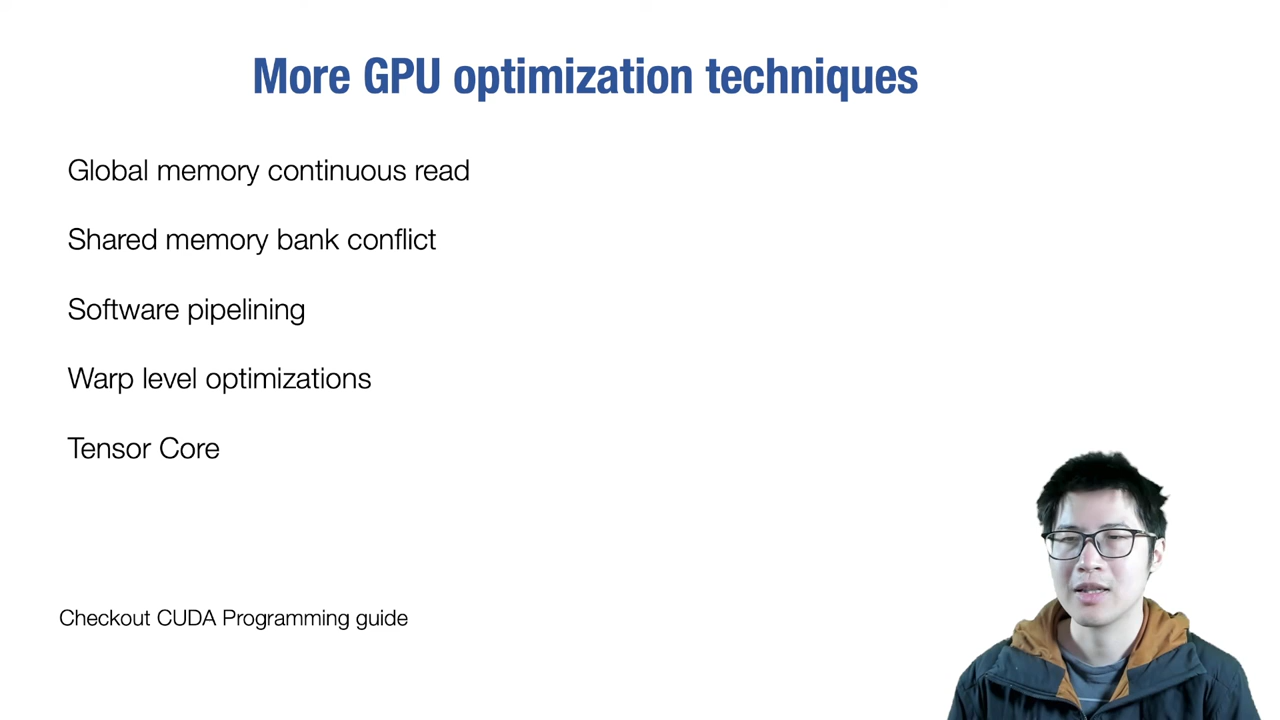 More GPU optimization techniques
Global memory continuous read
Shared memory bank conflict
Software pipelining
Warp level optimizations
Tensor Core
Checkout CUDA Programming guide